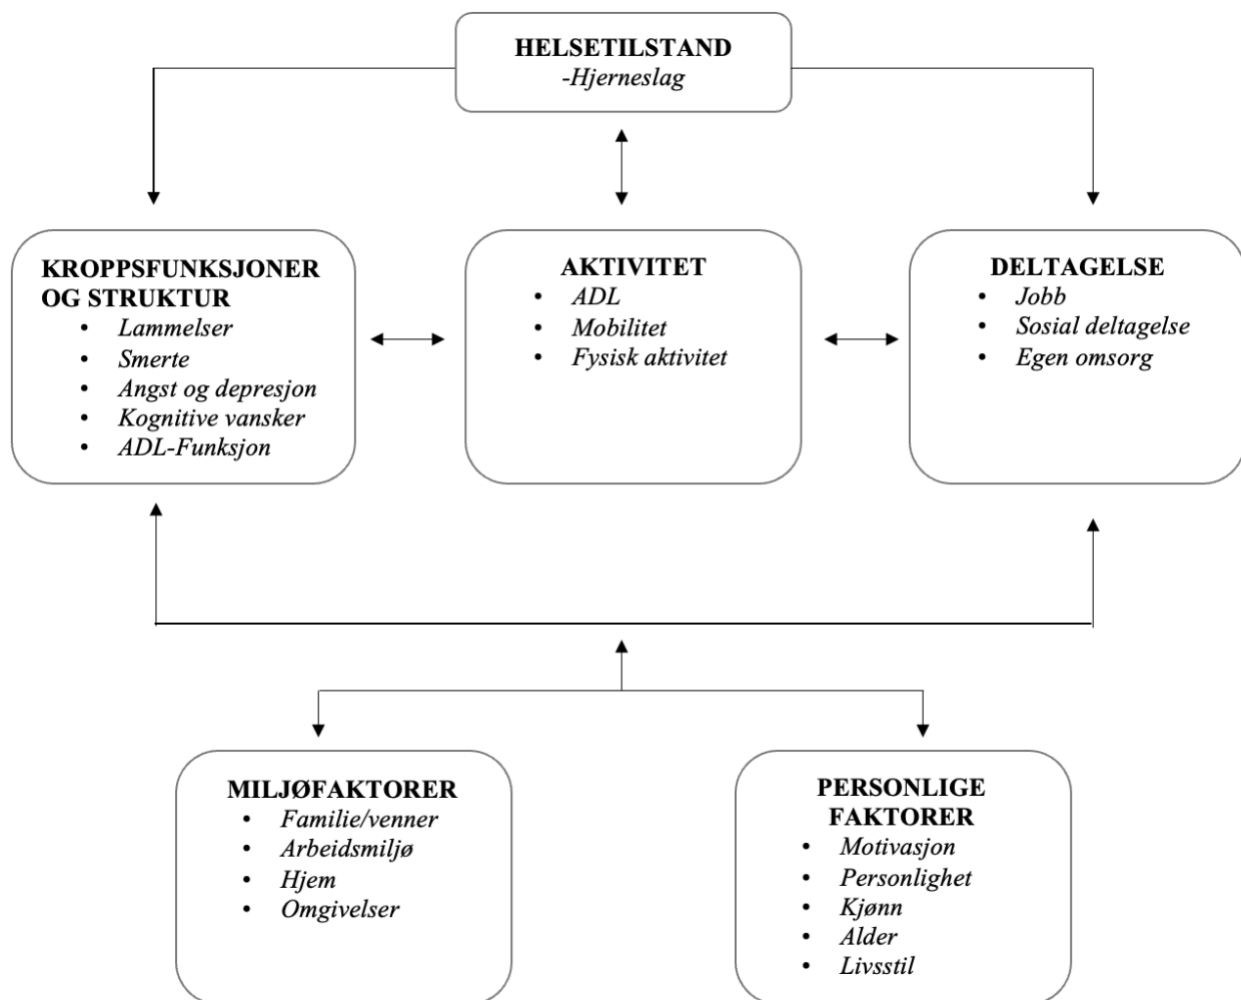 HELSETILSTAND
-Hjerneslag
KROPPSFUNKSJONER
OG STRUKTUR
• Lammelser
• Smerte
• Angst og depresjon
• Kognitive vansker
• ADL-Funksjon
AKTIVITET
• ADL
• Mobilitet
• Fysisk aktivitet
DELTAGELSE
• Jobb
• Sosial deltagelse
• Egen omsorg
MILJØFAKTORER
• Familie/venner
• Arbeidsmiljø
• Hjem
• Omgivelser
PERSONLIGE
FAKTORER
• Motivasjon
• Personlighet
• Kjønn
• Alder
• Livsstil